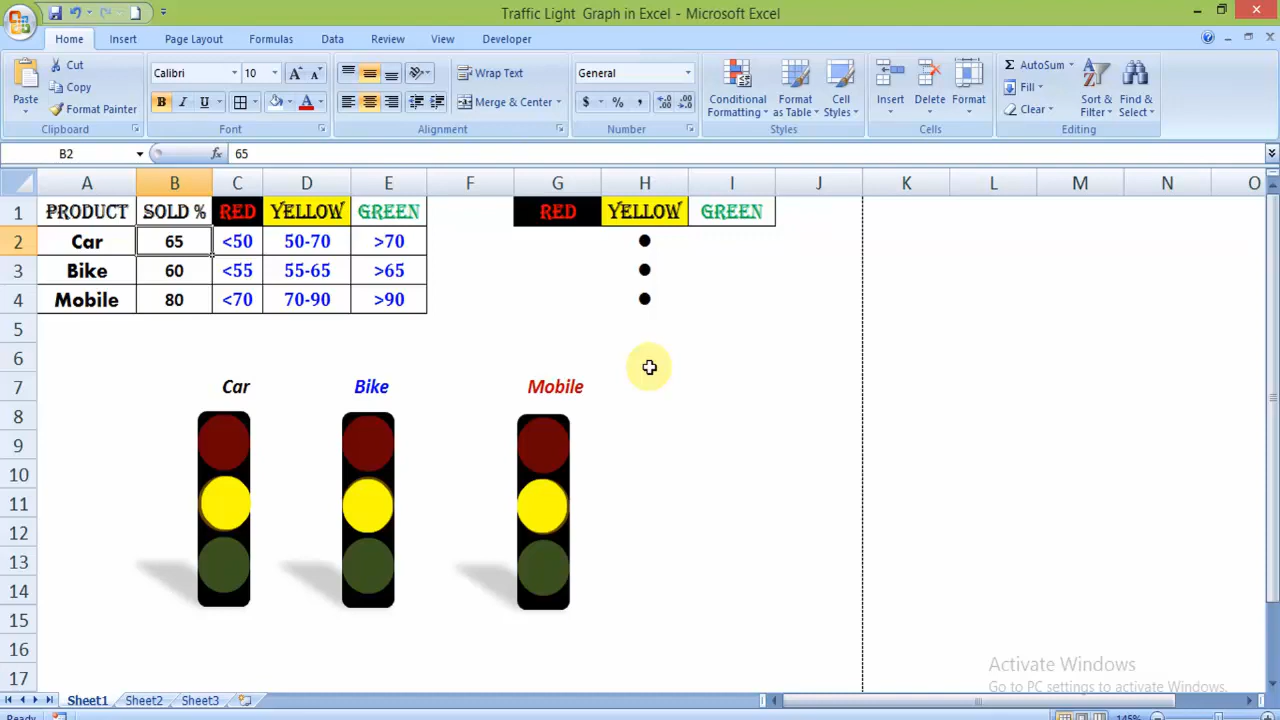 Traffic Light  Graph in Excel - Microsoft Excel
Home Insert Page Layout Formulas Data Review View Developer
Paste
Cut
Copy
Format Painter
Clipboard
Calibri 10
B I U A
Font
Wrap Text
Merge & Center
Alignment
General
$ % ,
Number
Conditional Formatting
Format as Table
Cell Styles
Styles
Insert Delete Format
Cells
AutoSum
Fill
Clear
Sort & Filter
Find & Select
Editing
B2 fx 65
A B C D E F G H I J K L M N O
1 PRODUCT SOLD % RED YELLOW GREEN RED YELLOW GREEN
2 Car 65 <50 50-70 >70 ●
3 Bike 60 <55 55-65 >65 ●
4 Mobile 80 <70 70-90 >90 ●
5
6
7 Car Bike Mobile
8
9
10
11
12
13
14
15
16
17
Activate Windows
Go to PC settings to activate Windows.
Sheet1 Sheet2 Sheet3
Ready 145%